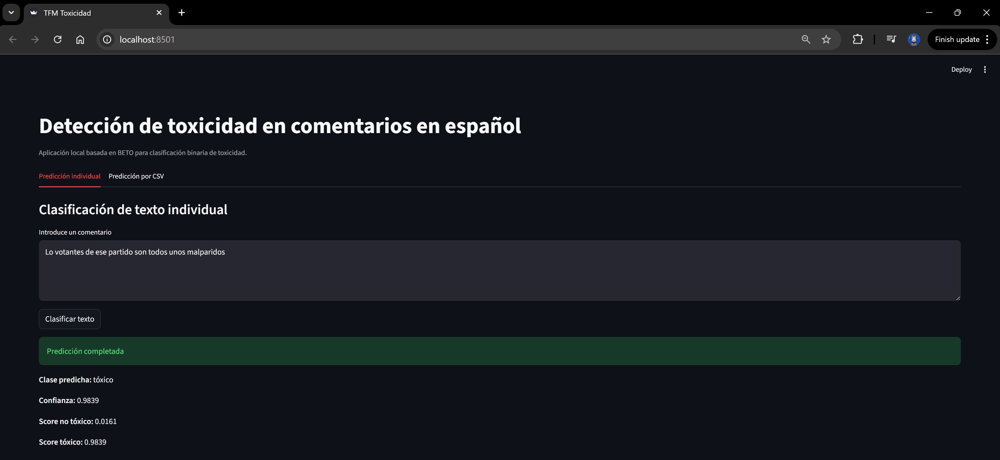 TFM Toxicidad
localhost:8501
Finish update
Deploy
Detección de toxicidad en comentarios en español
Aplicación local basada en BETO para clasificación binaria de toxicidad.
Predicción individual
Predicción por CSV
Clasificación de texto individual
Introduce un comentario
Lo votantes de ese partido son todos unos malparidos
Clasificar texto
Predicción completada
Clase predicha: tóxico
Confianza: 0.9839
Score no tóxico: 0.0161
Score tóxico: 0.9839